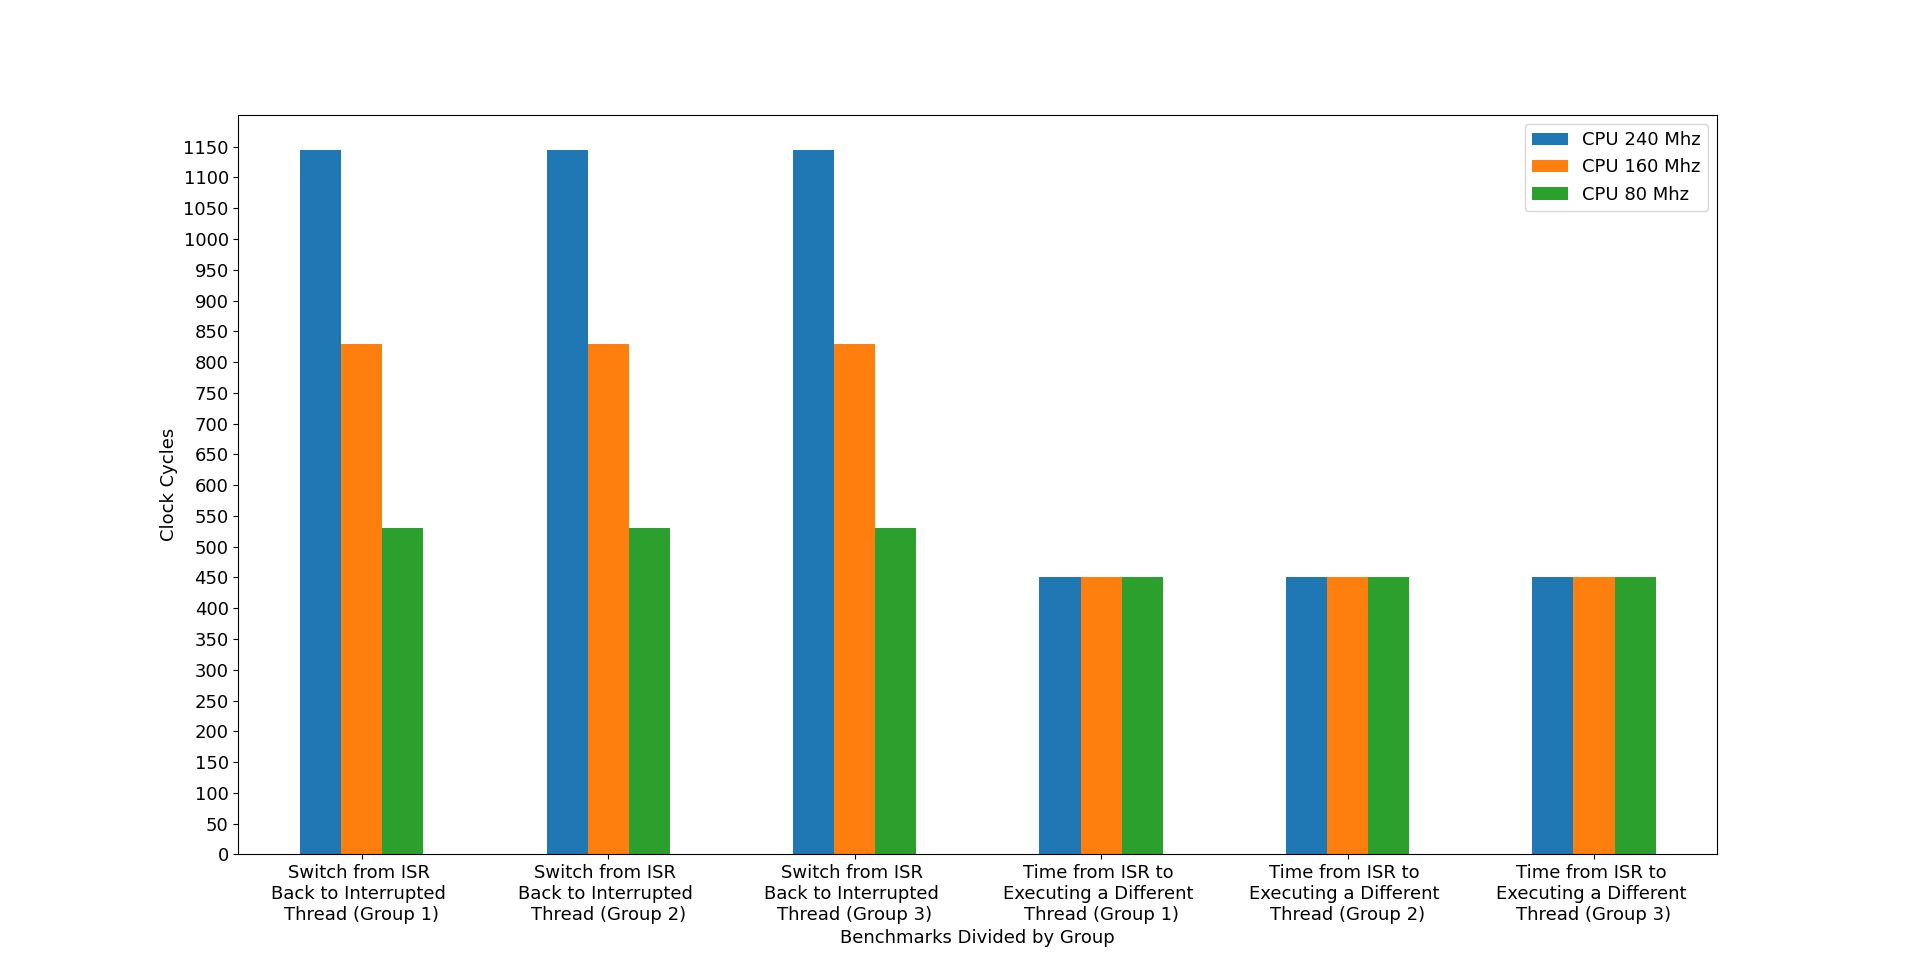 CPU 240 Mhz
CPU 160 Mhz
CPU 80 Mhz
1150
1100
1050
1000
950
900
850
800
750
700
650
600
550
500
450
400
350
300
250
200
150
100
50
0
Clock Cycles
Switch from ISR
Back to Interrupted
Thread (Group 1)
Switch from ISR
Back to Interrupted
Thread (Group 2)
Switch from ISR
Back to Interrupted
Thread (Group 3)
Time from ISR to
Executing a Different
Thread (Group 1)
Time from ISR to
Executing a Different
Thread (Group 2)
Time from ISR to
Executing a Different
Thread (Group 3)
Benchmarks Divided by Group